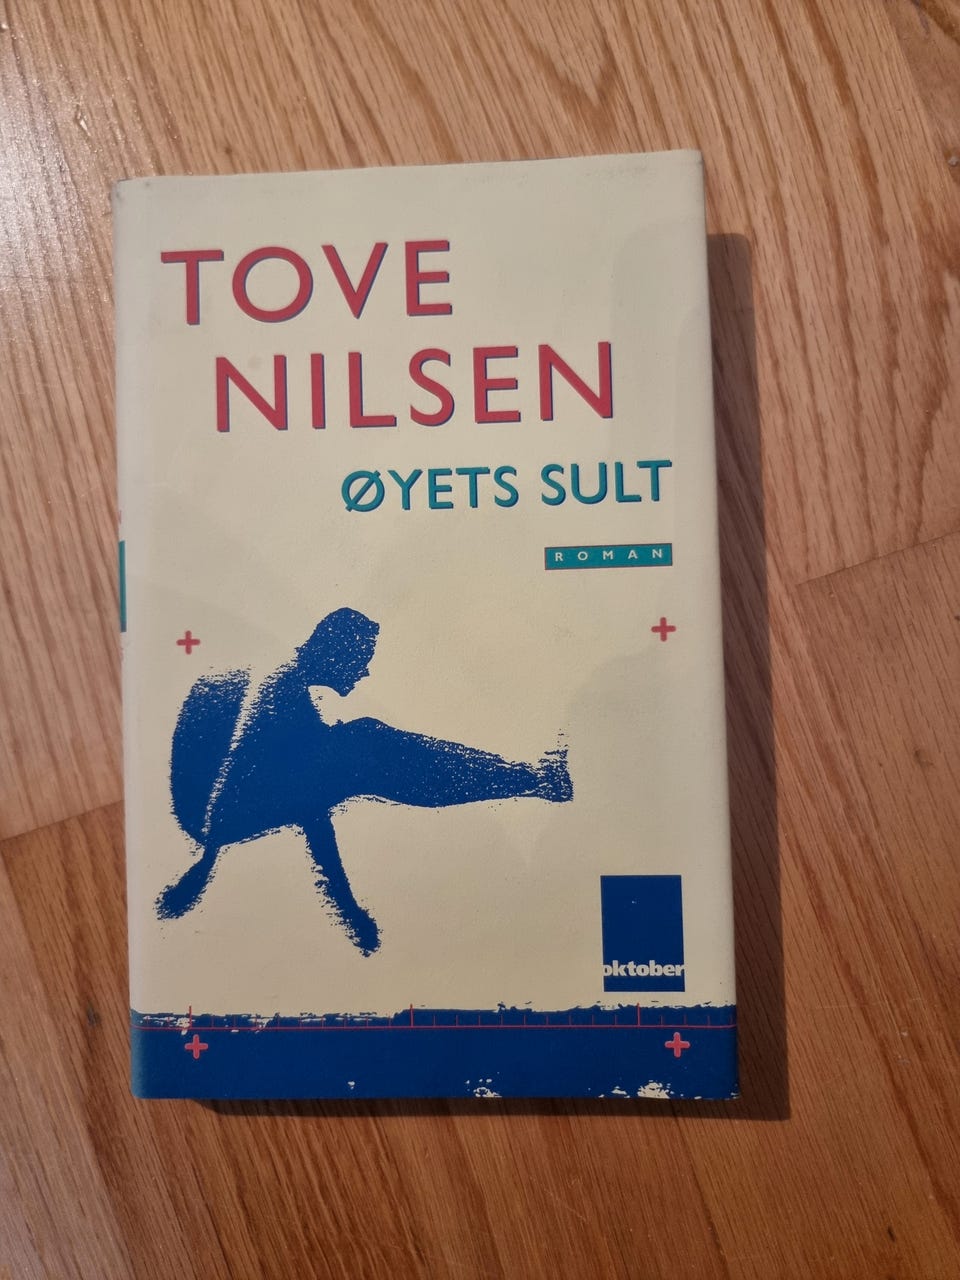 TOVE
NILSEN
ØYETS SULT
ROMAN
oktober